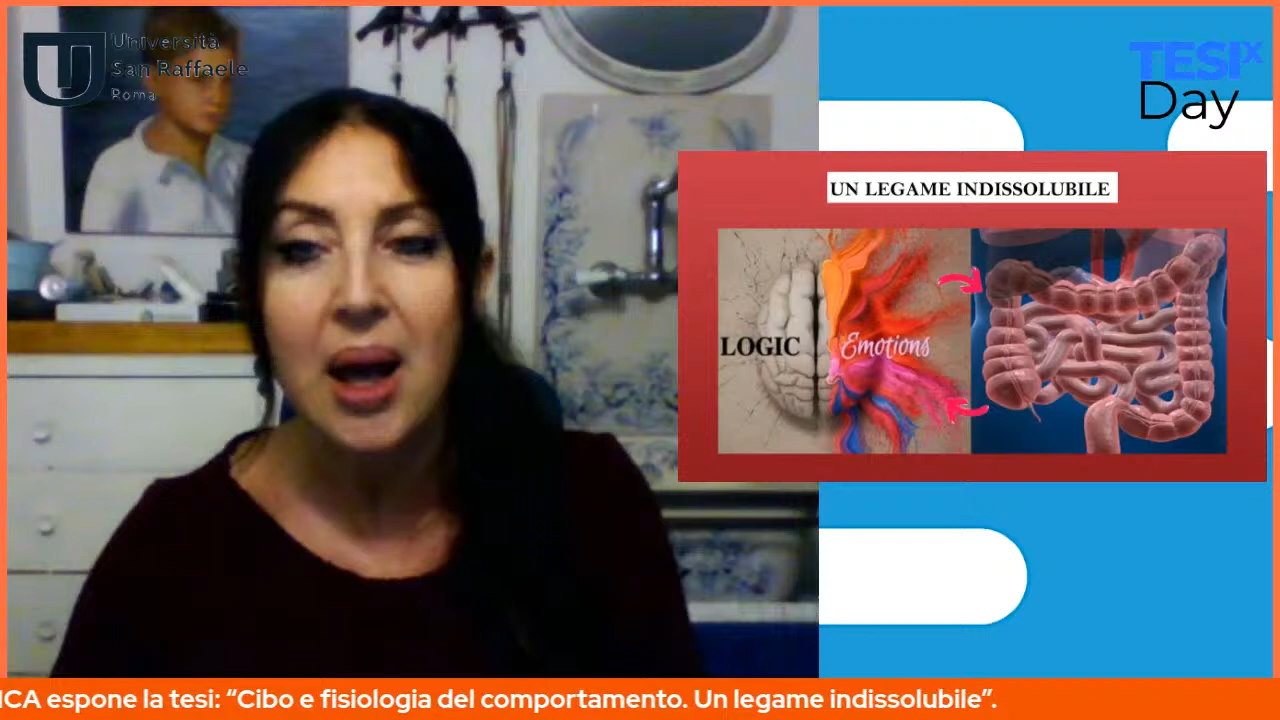 Università
San Raffaele
Roma
TESIx
Day
UN LEGAME INDISSOLUBILE
LOGIC
Emotions
ICA espone la tesi: “Cibo e fisiologia del comportamento. Un legame indissolubile”.